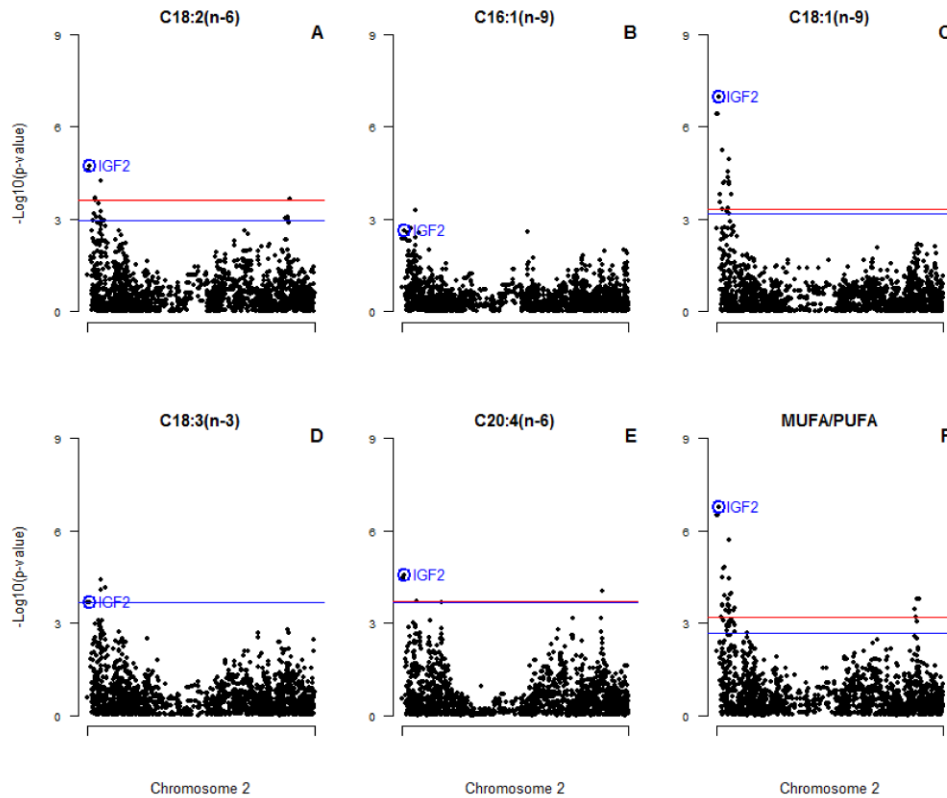 C18:2(n-6)
A
9
6
3
0
-Log10(p-value)
IGF2
C16:1(n-9)
B
9
6
3
0
IGF2
C18:1(n-9)
C
9
6
3
0
IGF2
C18:3(n-3)
D
9
6
3
0
-Log10(p-value)
IGF2
Chromosome 2
C20:4(n-6)
E
9
6
3
0
IGF2
Chromosome 2
MUFA/PUFA
F
9
6
3
0
IGF2
Chromosome 2